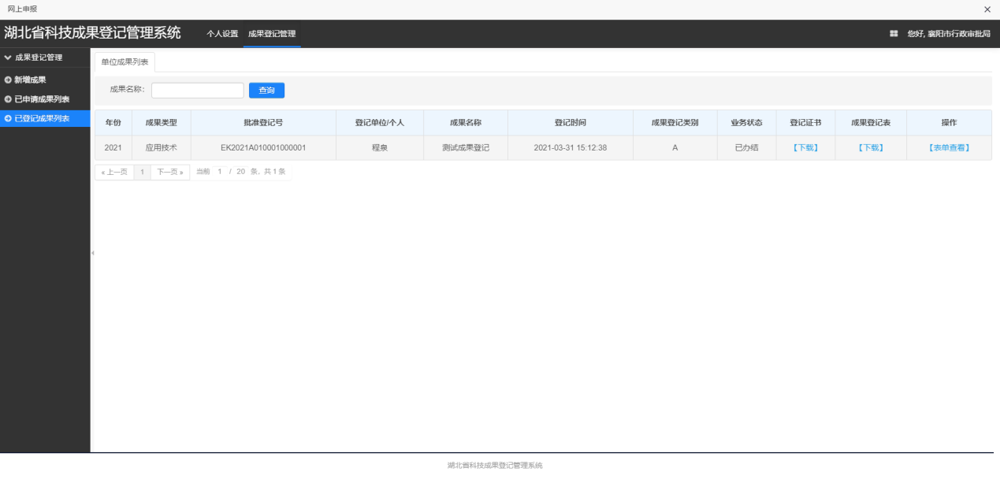 网上申报
湖北省科技成果登记管理系统 个人设置 成果登记管理 您好, 襄阳市行政审批局
成果登记管理
新增成果
已申请成果列表
已登记成果列表
单位成果列表
成果名称: 查询
年份 成果类型 批准登记号 登记单位/个人 成果名称 登记时间 成果登记类别 业务状态 登记证书 成果登记表 操作
2021 应用技术 EK2021A010001000001 程泉 测试成果登记 2021-03-31 15:12:38 A 已办结 【下载】 【下载】 【表单查看】
« 上一页 1 下一页 » 当前 1 / 20 条, 共 1 条
湖北省科技成果登记管理系统